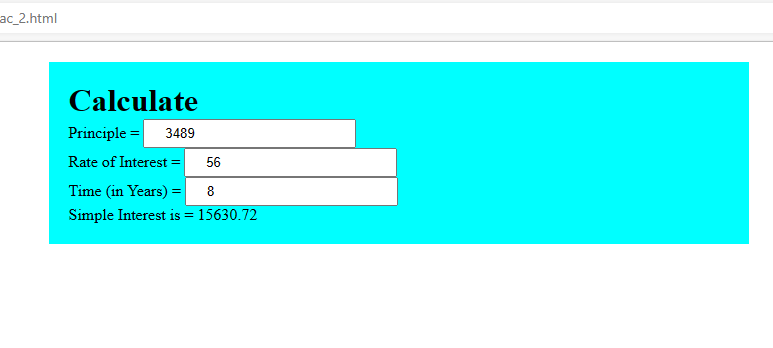 ac_2.html
Calculate
Principle = 3489
Rate of Interest = 56
Time (in Years) = 8
Simple Interest is = 15630.72